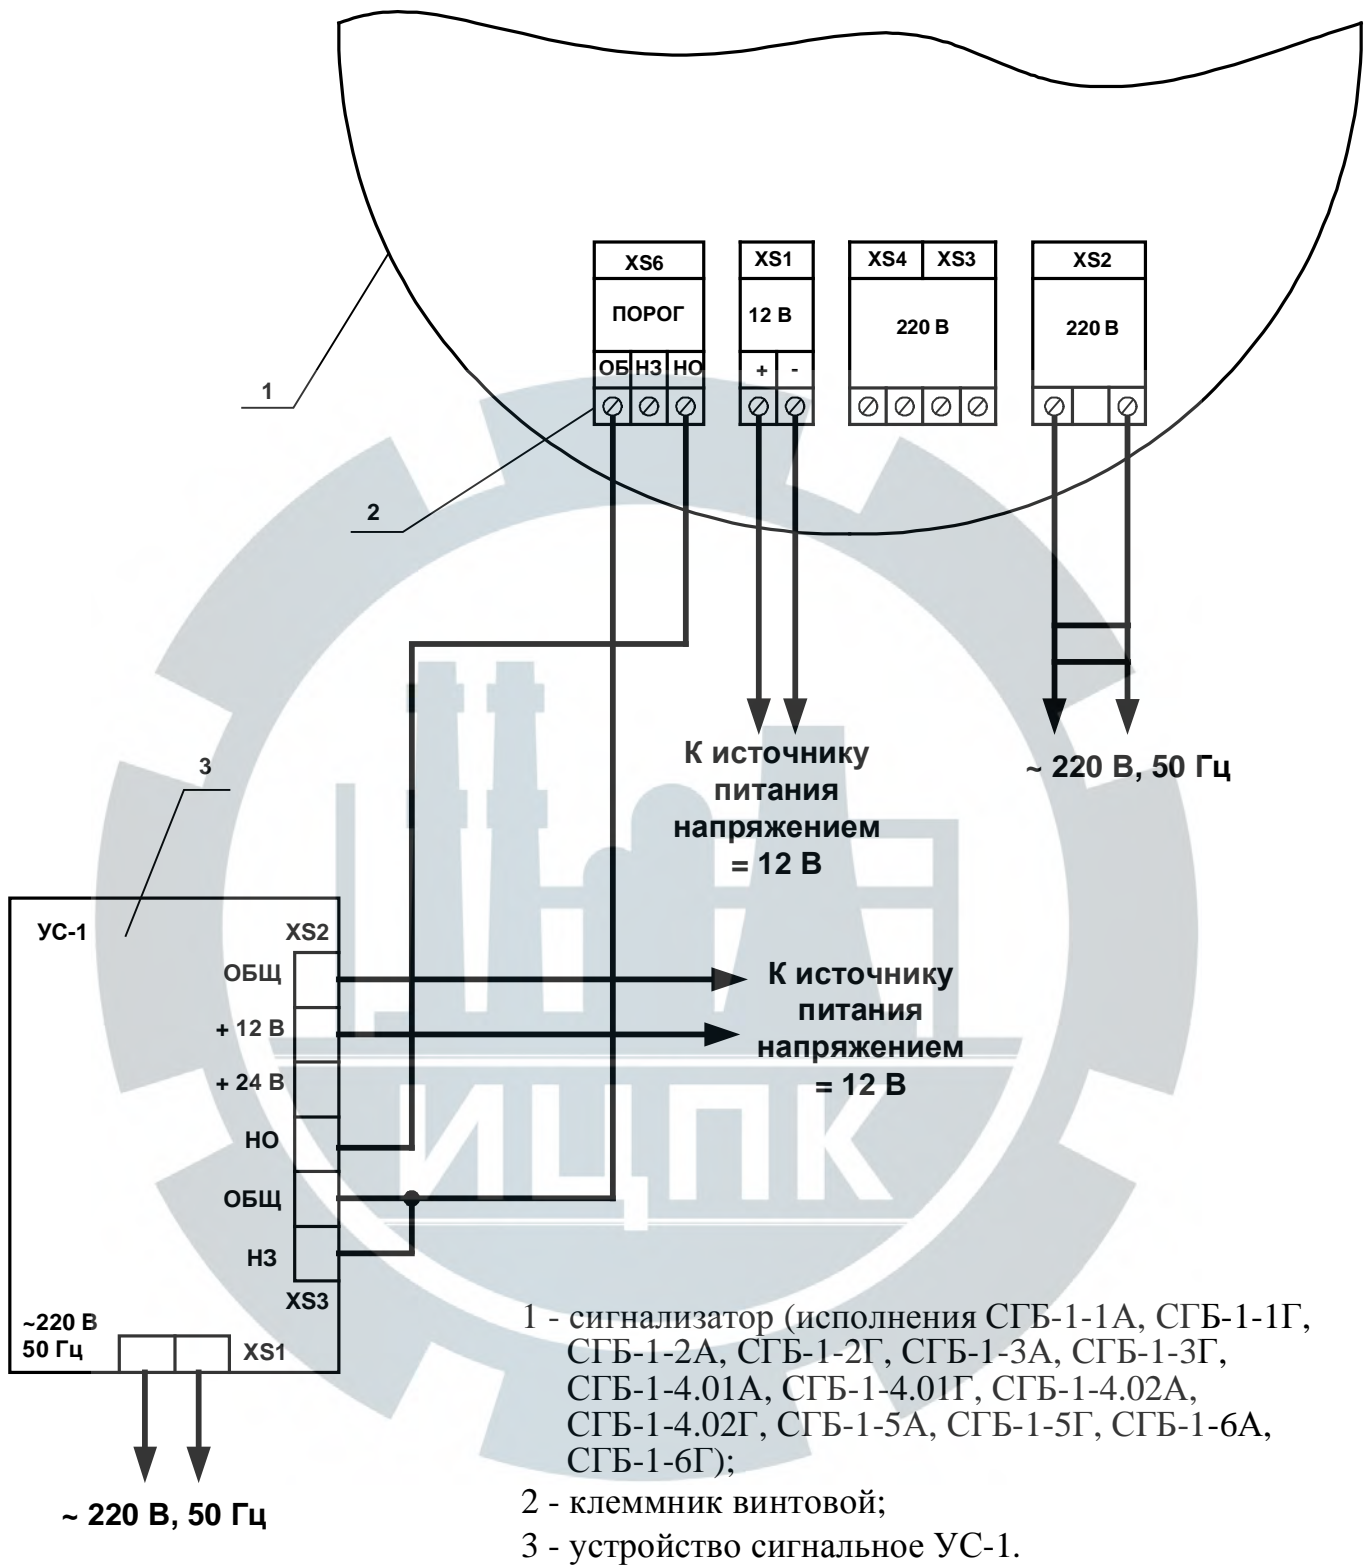 XS6
XS1
XS4 XS3
XS2
ПОРОГ
12 В
220 В
220 В
ОБ НЗ НО
+ -
1
2
К источнику
питания
напряжением
= 12 В
~ 220 В, 50 Гц
3
УС-1
XS2
ОБЩ
+ 12 В
+ 24 В
НО
ОБЩ
НЗ
XS3
К источнику
питания
напряжением
= 12 В
ИЦПК
~220 В
50 Гц
XS1
~ 220 В, 50 Гц
1 - сигнализатор (исполнения СГБ-1-1А, СГБ-1-1Г,
СГБ-1-2А, СГБ-1-2Г, СГБ-1-3А, СГБ-1-3Г,
СГБ-1-4.01А, СГБ-1-4.01Г, СГБ-1-4.02А,
СГБ-1-4.02Г, СГБ-1-5А, СГБ-1-5Г, СГБ-1-6А,
СГБ-1-6Г);
2 - клеммник винтовой;
3 - устройство сигнальное УС-1.